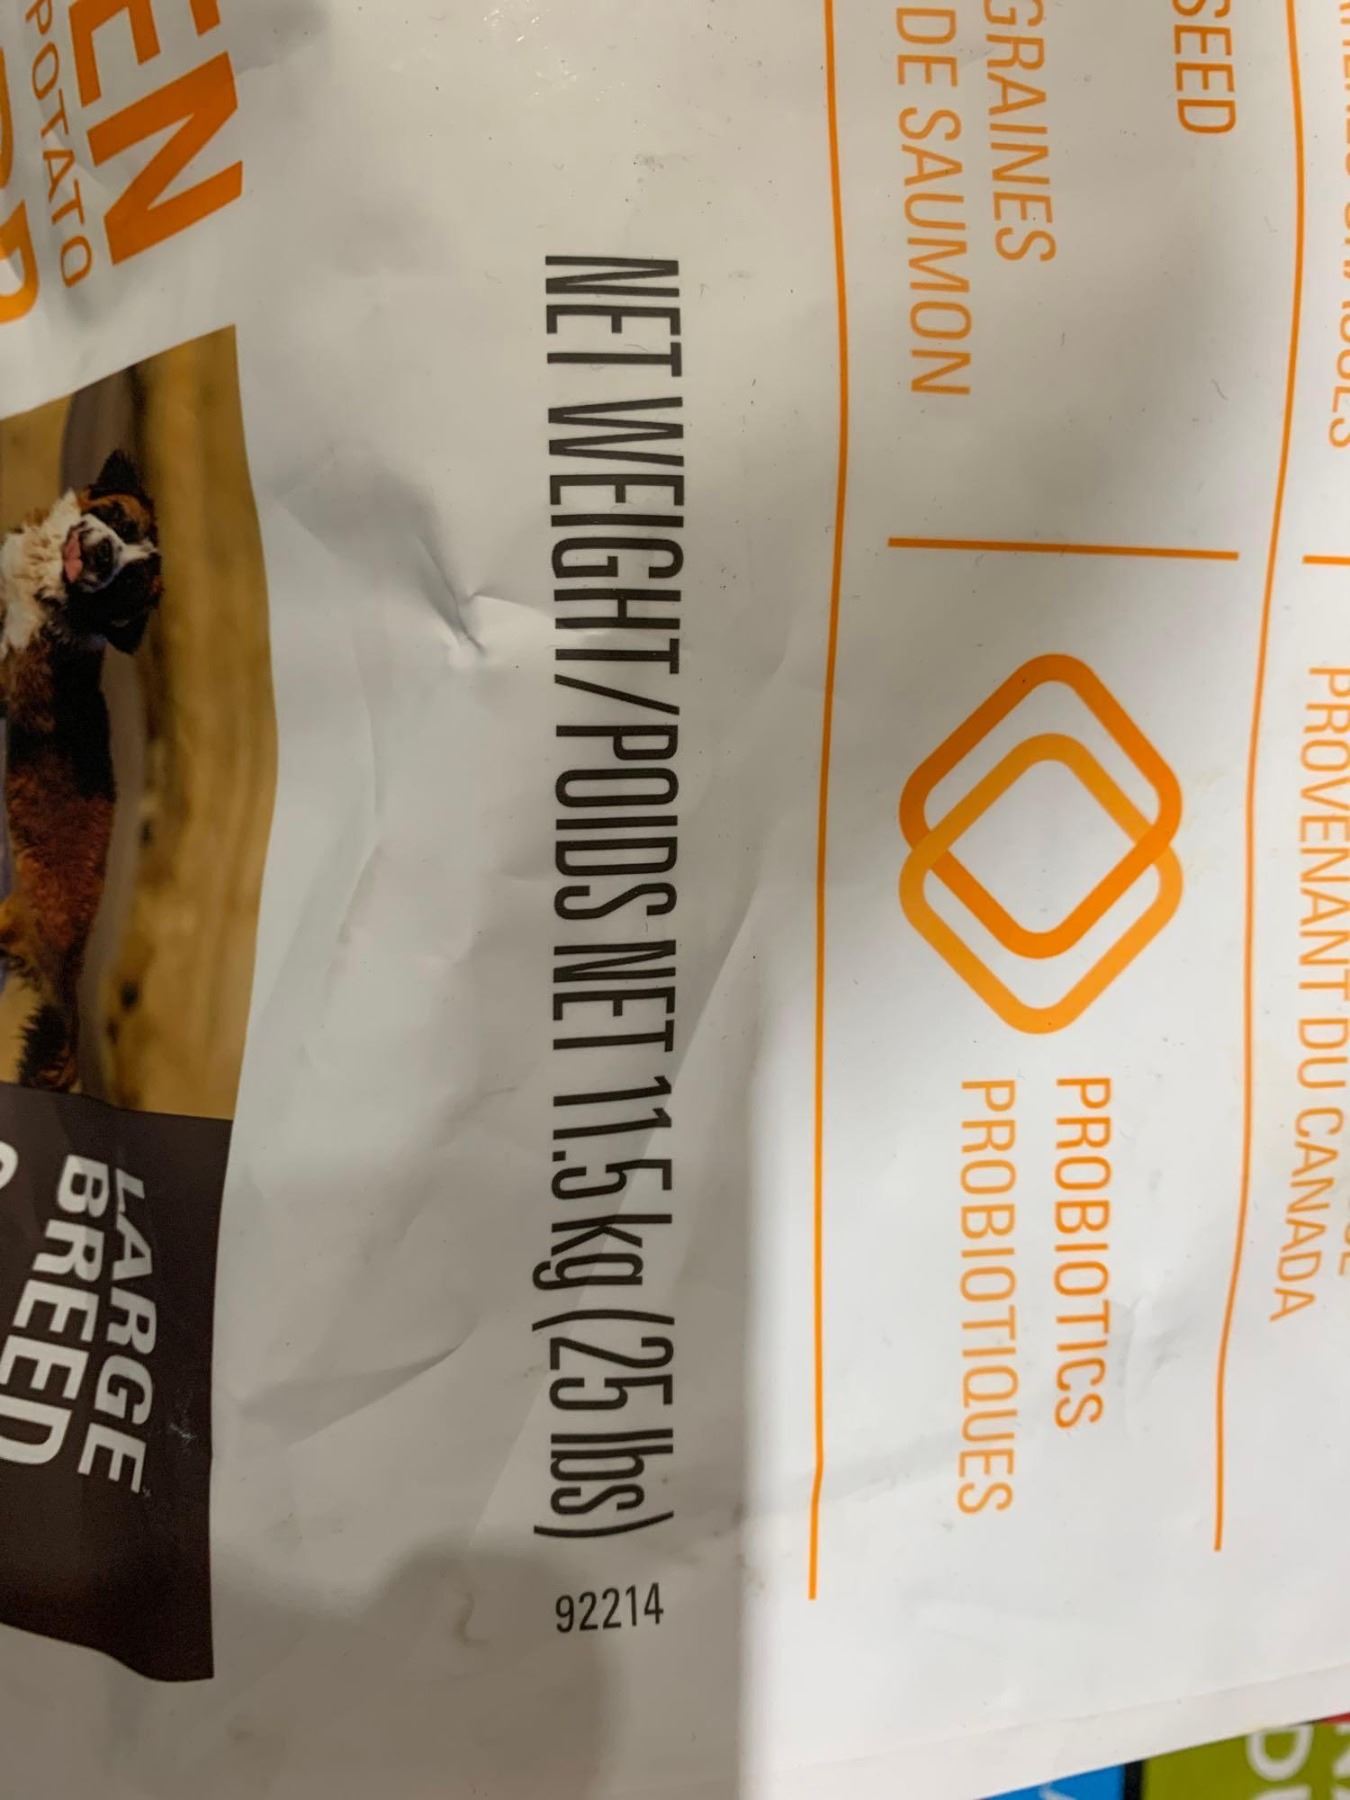 SEED
GRAINES
DE SAUMON
PROVENANT DU CANADA
PROBIOTICS
PROBIOTIQUES
NET WEIGHT/POIDS NET 11.5 kg (25 lbs)
92214
POTATO
LARGE
BREED